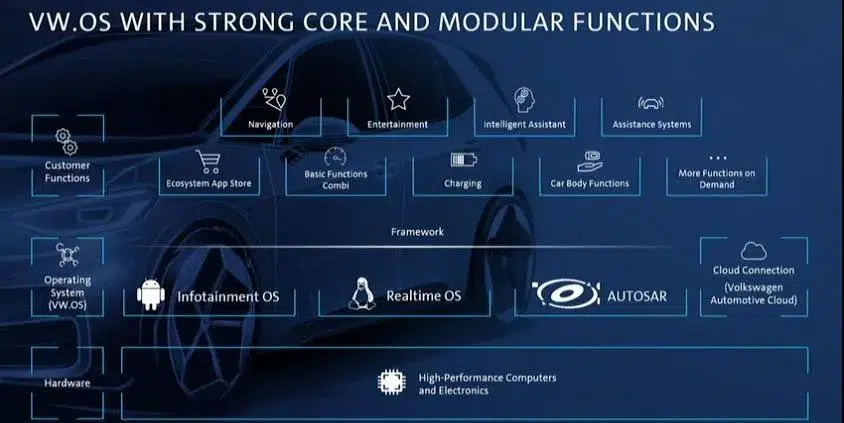 VW.OS WITH STRONG CORE AND MODULAR FUNCTIONS
Navigation
Entertainment
Intelligent Assistant
Assistance Systems
Customer
Functions
Ecosystem App Store
Basic Functions
Combi
Charging
Car Body Functions
More Functions on
Demand
Framework
Operating
System
(VW.OS)
Infotainment OS
Realtime OS
AUTOSAR
Cloud Connection
(Volkswagen
Automotive Cloud)
Hardware
High-Performance Computers
and Electronics